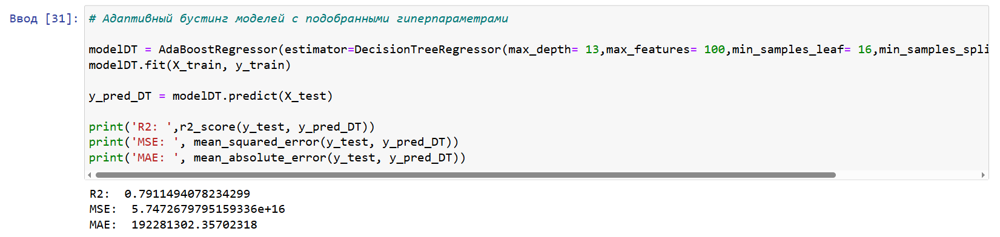 Ввод [31]:
# Адаптивный бустинг моделей с подобранными гиперпараметрами
modelDT = AdaBoostRegressor(estimator=DecisionTreeRegressor(max_depth= 13,max_features= 100,min_samples_leaf= 16,min_samples_spli
modelDT.fit(X_train, y_train)
y_pred_DT = modelDT.predict(X_test)
print('R2: ',r2_score(y_test, y_pred_DT))
print('MSE: ', mean_squared_error(y_test, y_pred_DT))
print('MAE: ', mean_absolute_error(y_test, y_pred_DT))
R2:  0.7911494078234299
MSE:  5.7472679795159336e+16
MAE:  192281302.35702318